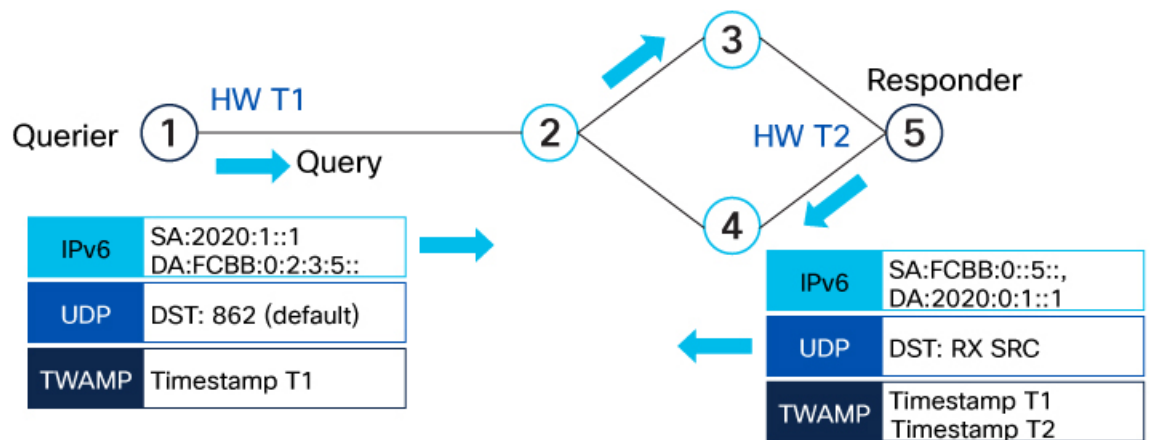 3
Responder
HW T1
Querier
1
2
HW T2
5
Query
4
IPv6
SA:2020:1::1
DA:FCBB:0:2:3:5::
UDP
DST: 862 (default)
TWAMP
Timestamp T1
IPv6
SA:FCBB:0::5::,
DA:2020:0:1::1
UDP
DST: RX SRC
TWAMP
Timestamp T1
Timestamp T2